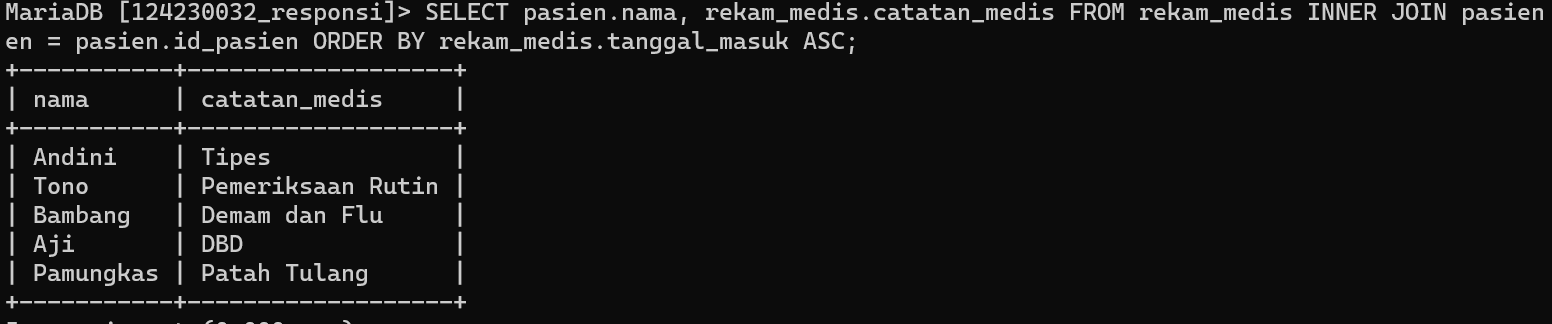 MariaDB [124230032_responsi]> SELECT pasien.nama, rekam_medis.catatan_medis FROM rekam_medis INNER JOIN pasien
en = pasien.id_pasien ORDER BY rekam_medis.tanggal_masuk ASC;
+-----------+-------------------+
| nama      | catatan_medis     |
+-----------+-------------------+
| Andini    | Tipes             |
| Tono      | Pemeriksaan Rutin |
| Bambang   | Demam dan Flu     |
| Aji       | DBD               |
| Pamungkas | Patah Tulang      |
+-----------+-------------------+